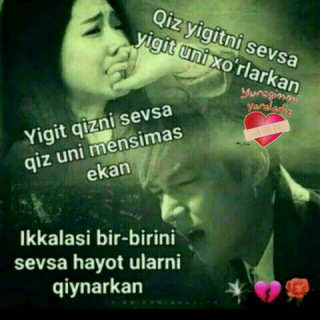 Qiz yigitni sevsa
yigit uni xo'rlarkan
Yigit qizni sevsa
qiz uni mensimas
ekan
Ikkalasi bir-birini
sevsa hayot ularni
qiynarkan